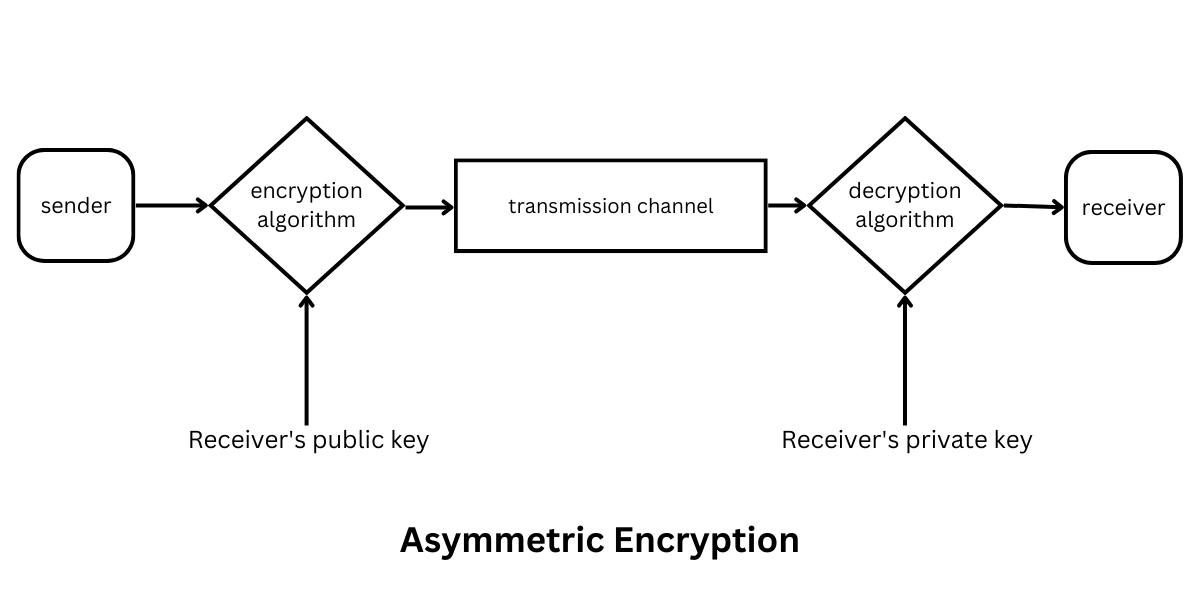 sender
encryption
algorithm
transmission channel
decryption
algorithm
receiver
Receiver's public key
Receiver's private key
Asymmetric Encryption